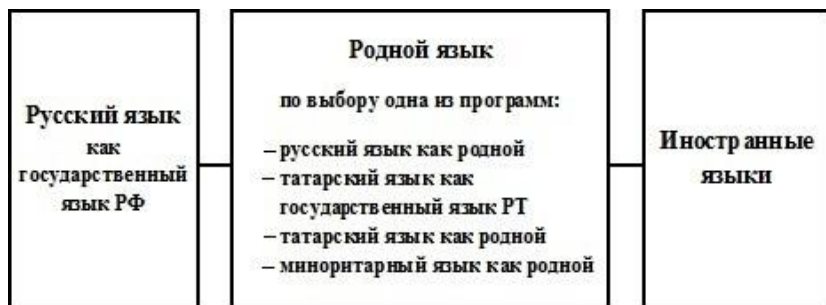 Русский язык
как
государственный
язык РФ
Родной язык
по выбору одна из программ:
– русский язык как родной
– татарский язык как
государственный язык РТ
– татарский язык как родной
– миноритарный язык как родной
Иностранные
языки